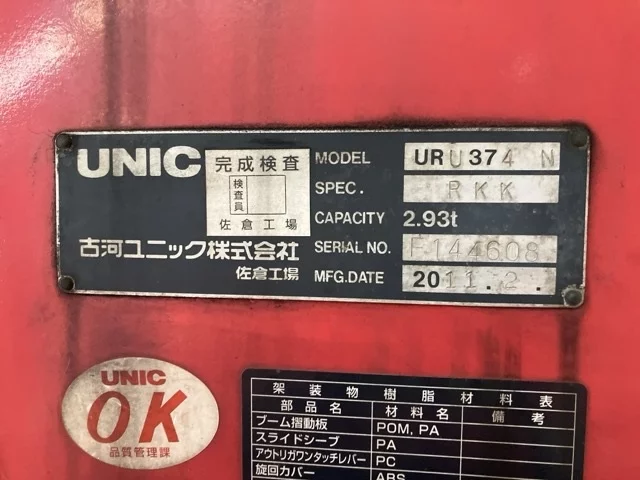 UNIC
完成検査
検査員
佐倉工場
古河ユニック株式会社
佐倉工場
MODEL URU374N
SPEC. RKK
CAPACITY 2.93t
SERIAL NO. F144608
MFG.DATE 2011.2.
UNIC
OK
品質管理課
架装物樹脂材料表
部品名 材料名 備考
ブーム摺動板 POM, PA
スライドシーブ PA
アウトリガワンタッチレバー PC
旋回カバー ABS